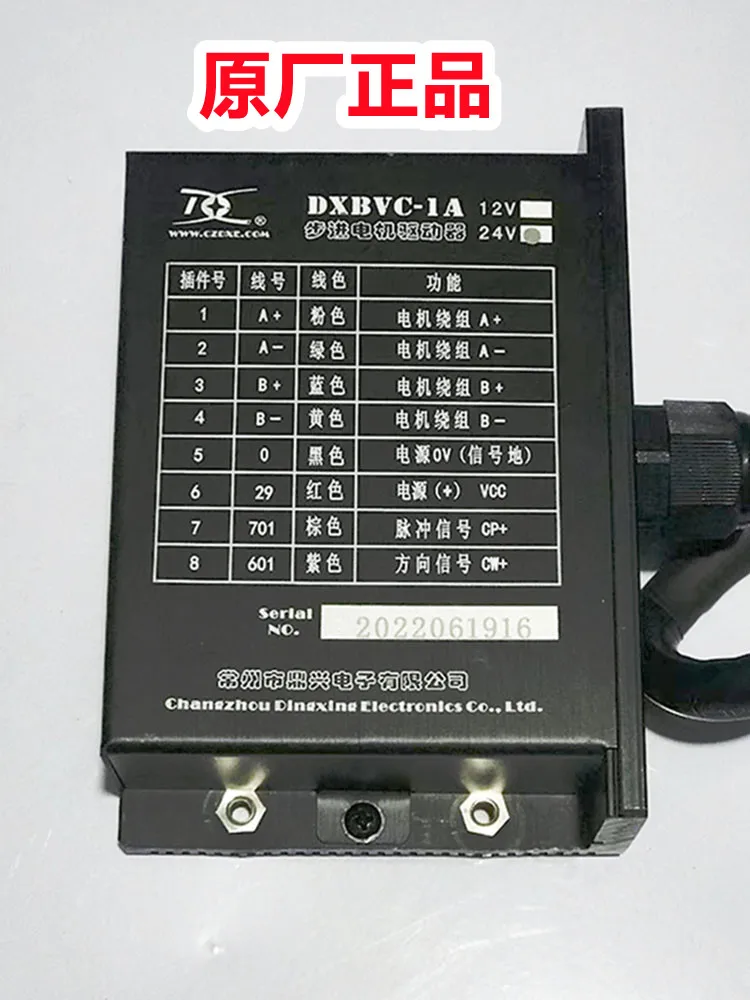 原厂正品
DXBVC-1A 12V
WWW.CZDXE.COM ® 步进电机驱动器 24V
插件号 线号 线色 功能
1 A+ 粉色 电机绕组 A+
2 A- 绿色 电机绕组 A-
3 B+ 蓝色 电机绕组 B+
4 B- 黄色 电机绕组 B-
5 0 黑色 电源0V(信号地)
6 29 红色 电源(+) VCC
7 701 棕色 脉冲信号 CP+
8 601 紫色 方向信号 CW+
Serial
NO. 2022061916
常州市鼎兴电子有限公司
Changzhou Dingxing Electronics Co., Ltd.